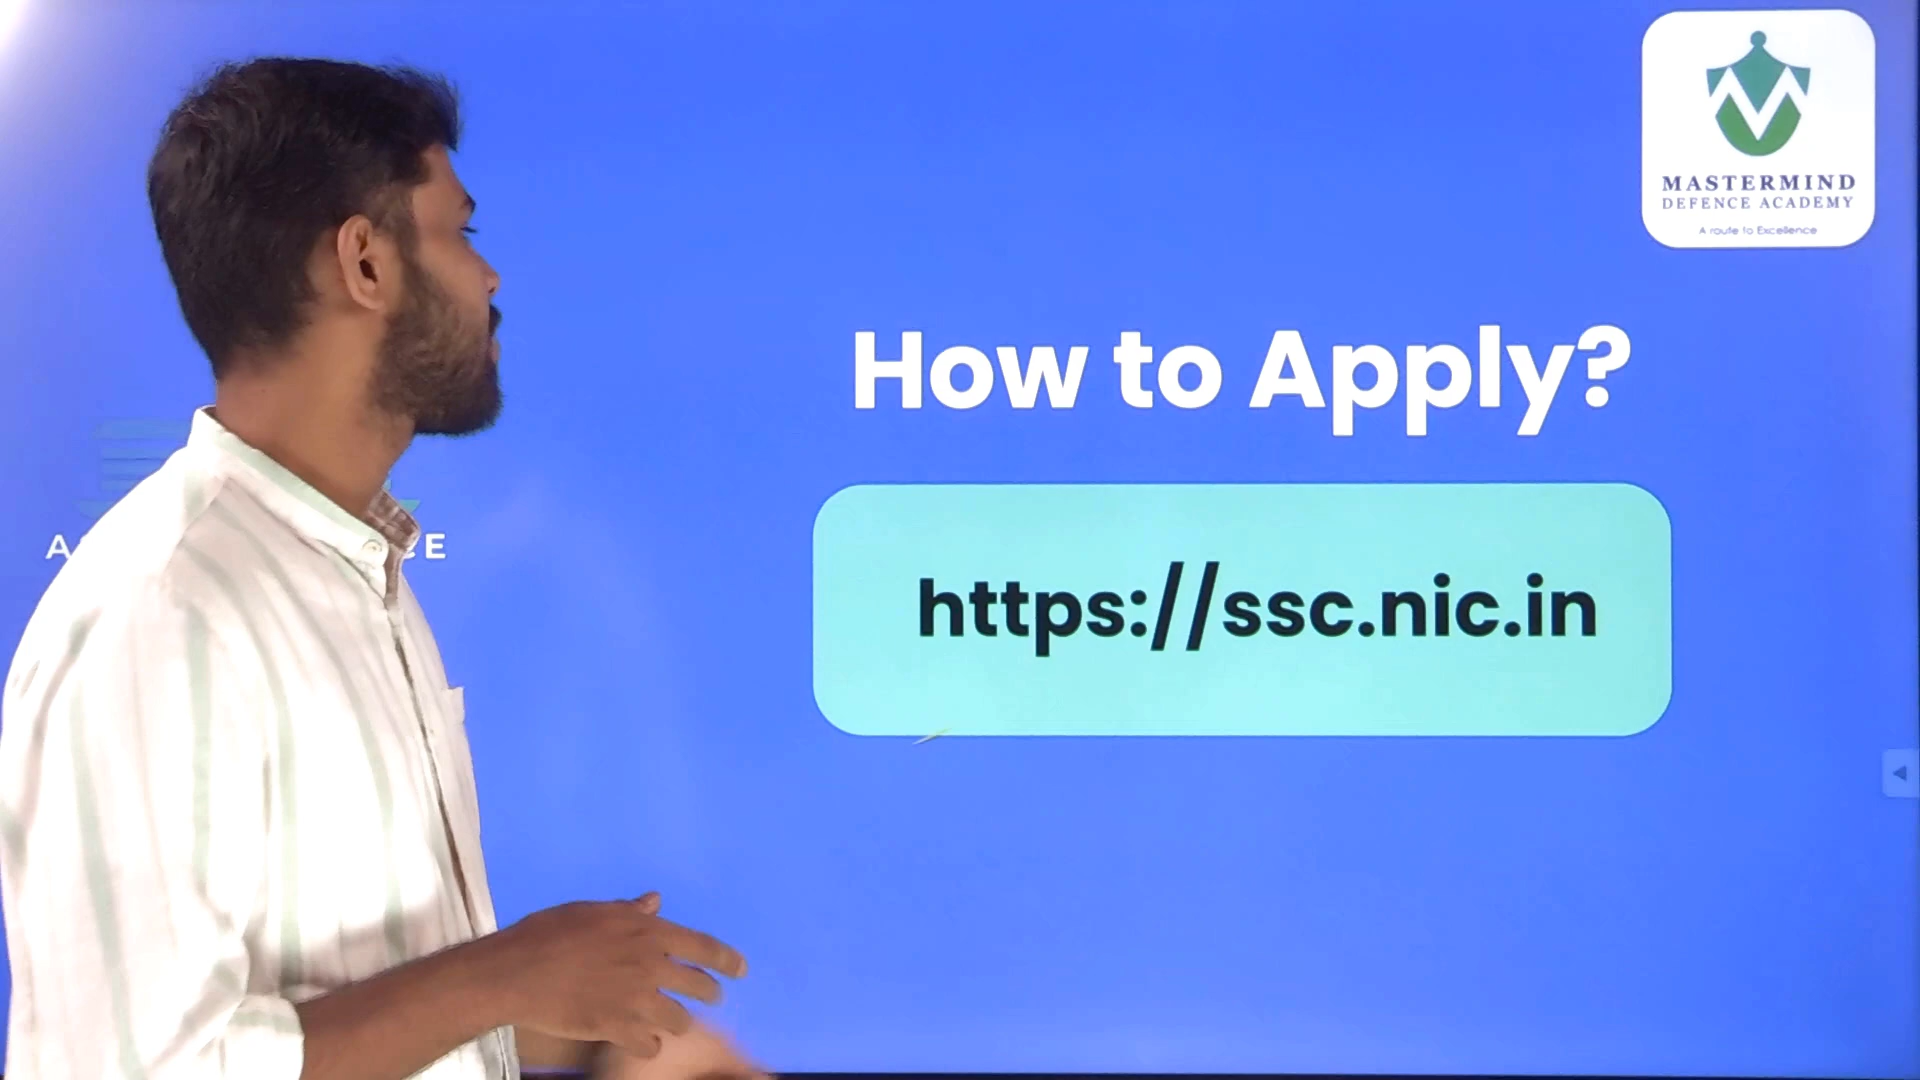 MASTERMIND
DEFENCE ACADEMY
A route to Excellence
How to Apply?
https://ssc.nic.in